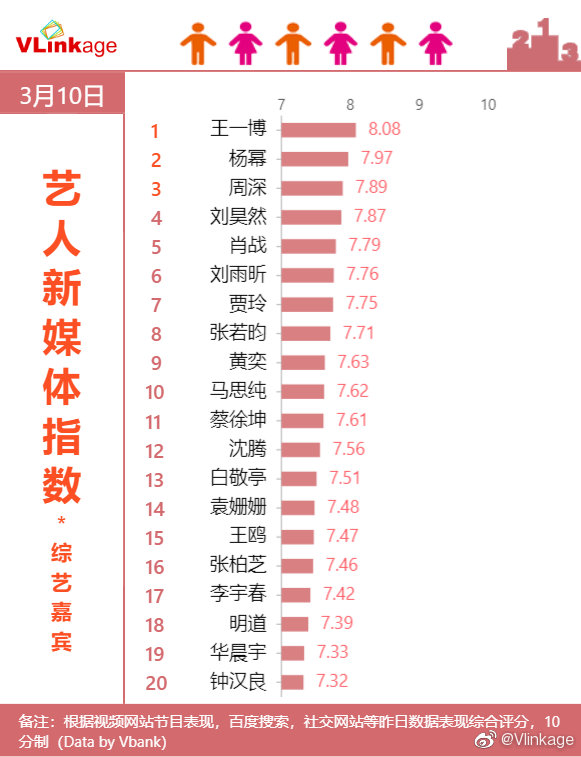 VLinkage
1
2
3
3月10日
艺人新媒体指数
*综艺嘉宾
7 8 9 10
1 王一博 8.08
2 杨幂 7.97
3 周深 7.89
4 刘昊然 7.87
5 肖战 7.79
6 刘雨昕 7.76
7 贾玲 7.75
8 张若昀 7.71
9 黄奕 7.63
10 马思纯 7.62
11 蔡徐坤 7.61
12 沈腾 7.56
13 白敬亭 7.51
14 袁姗姗 7.48
15 王鸥 7.47
16 张柏芝 7.46
17 李宇春 7.42
18 明道 7.39
19 华晨宇 7.33
20 钟汉良 7.32
备注：根据视频网站节目表现，百度搜索，社交网站等昨日数据表现综合评分，10
分制（Data by Vbank)
@Vlinkage